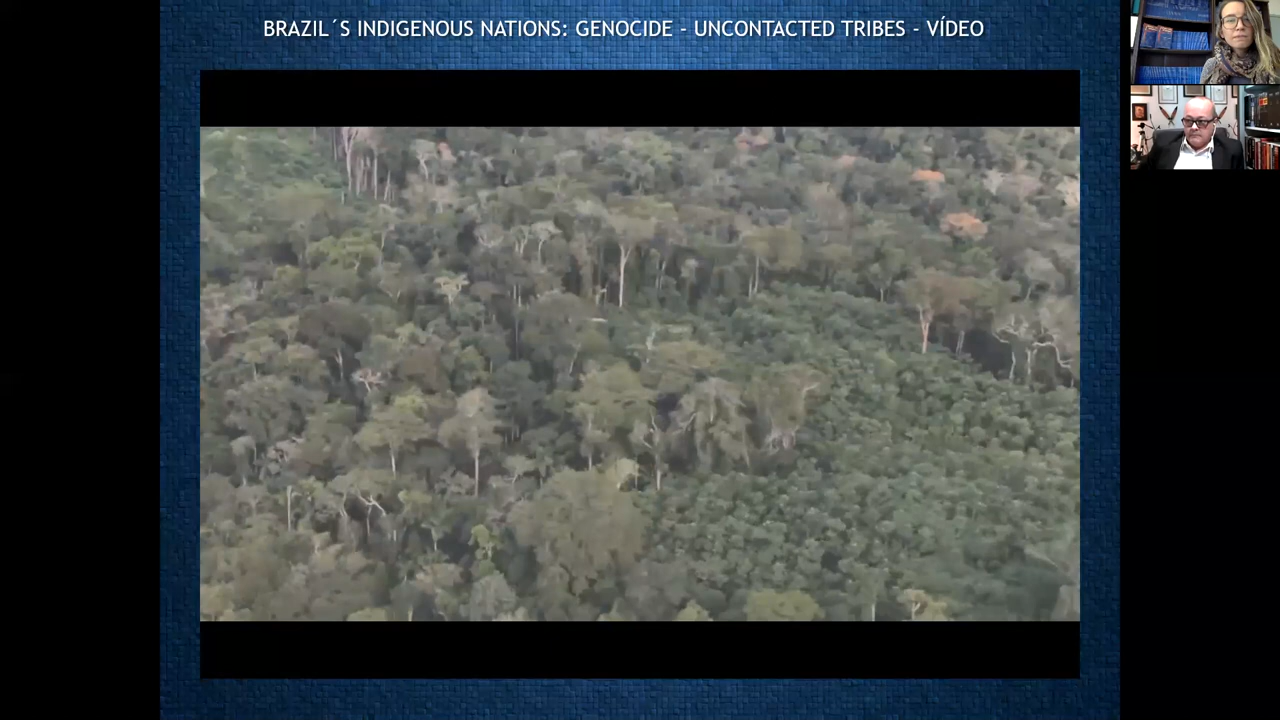 BRAZIL´S INDIGENOUS NATIONS: GENOCIDE - UNCONTACTED TRIBES - VÍDEO